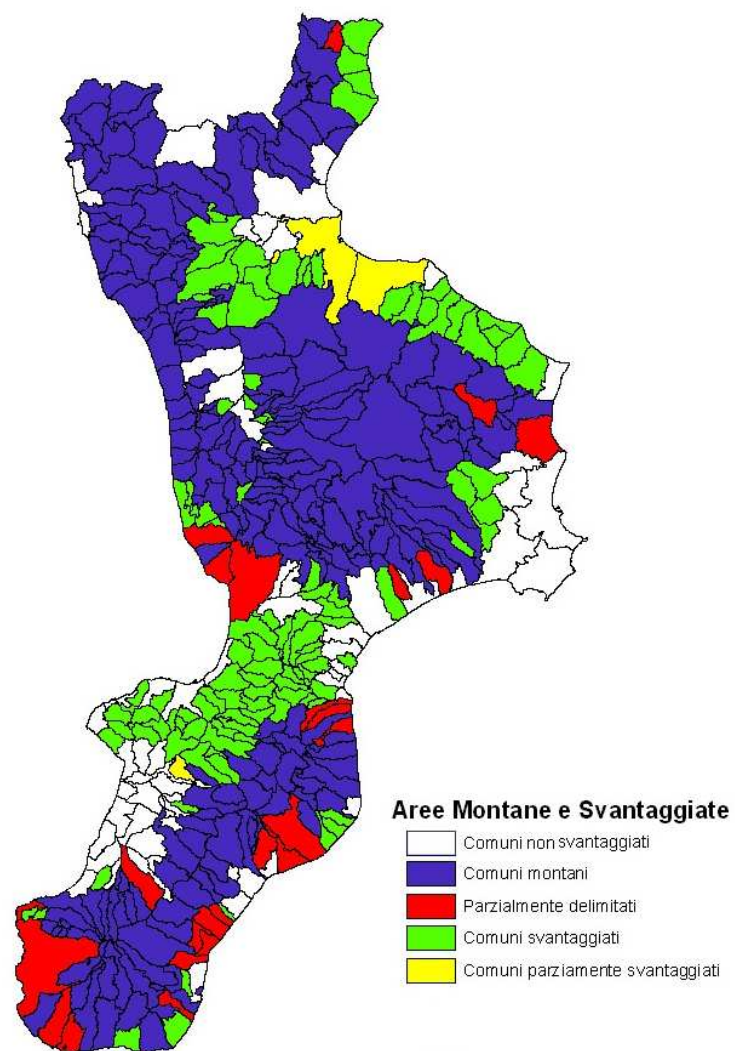 Aree Montane e Svantaggiate
Comuni non svantaggiati
Comuni montani
Parzialmente delimitati
Comuni svantaggiati
Comuni parziamente svantaggiati